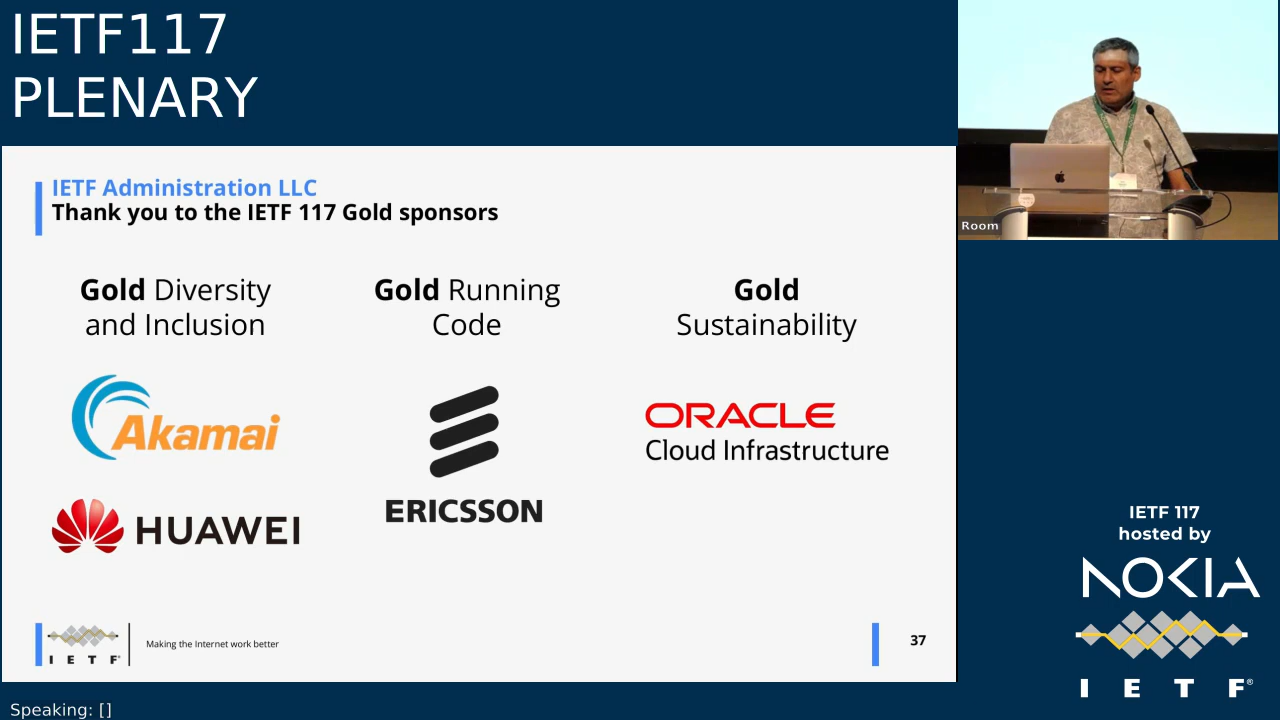 IETF117
PLENARY
IETF Administration LLC
Thank you to the IETF 117 Gold sponsors
Gold Diversity
and Inclusion
Gold Running
Code
Gold
Sustainability
Akamai
HUAWEI
ERICSSON
ORACLE
Cloud Infrastructure
IETF®
Making the Internet work better
37
Room
IETF 117
hosted by
NOKIA
IETF®
Speaking: []